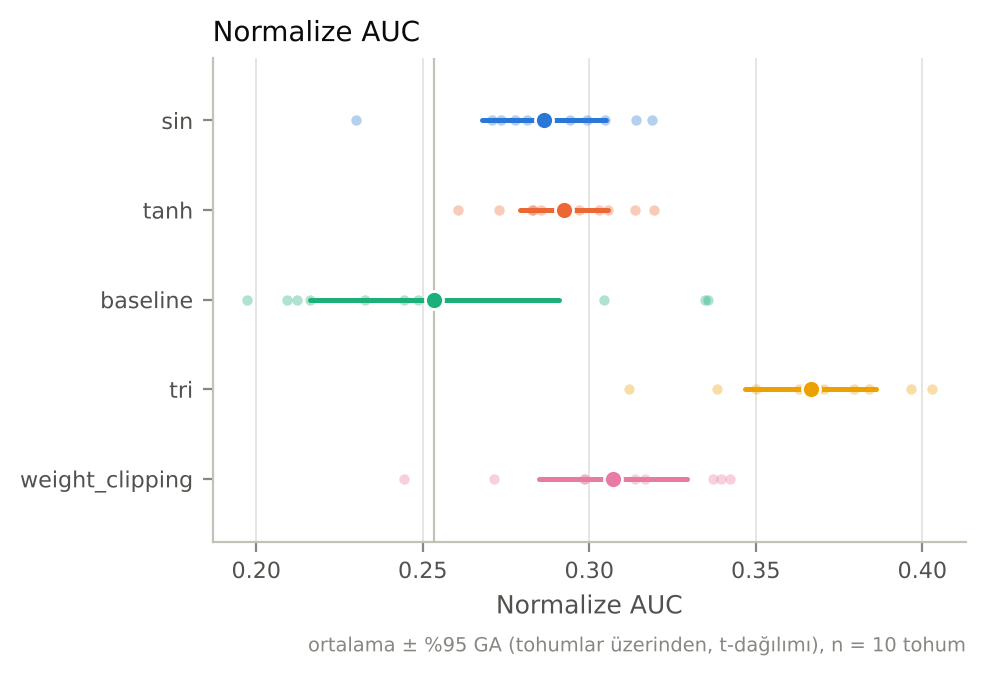 Normalize AUC
sin
tanh
baseline
tri
weight_clipping
0.20 0.25 0.30 0.35 0.40
Normalize AUC
ortalama ± %95 GA (tohumlar üzerinden, t-dağılımı), n = 10 tohum